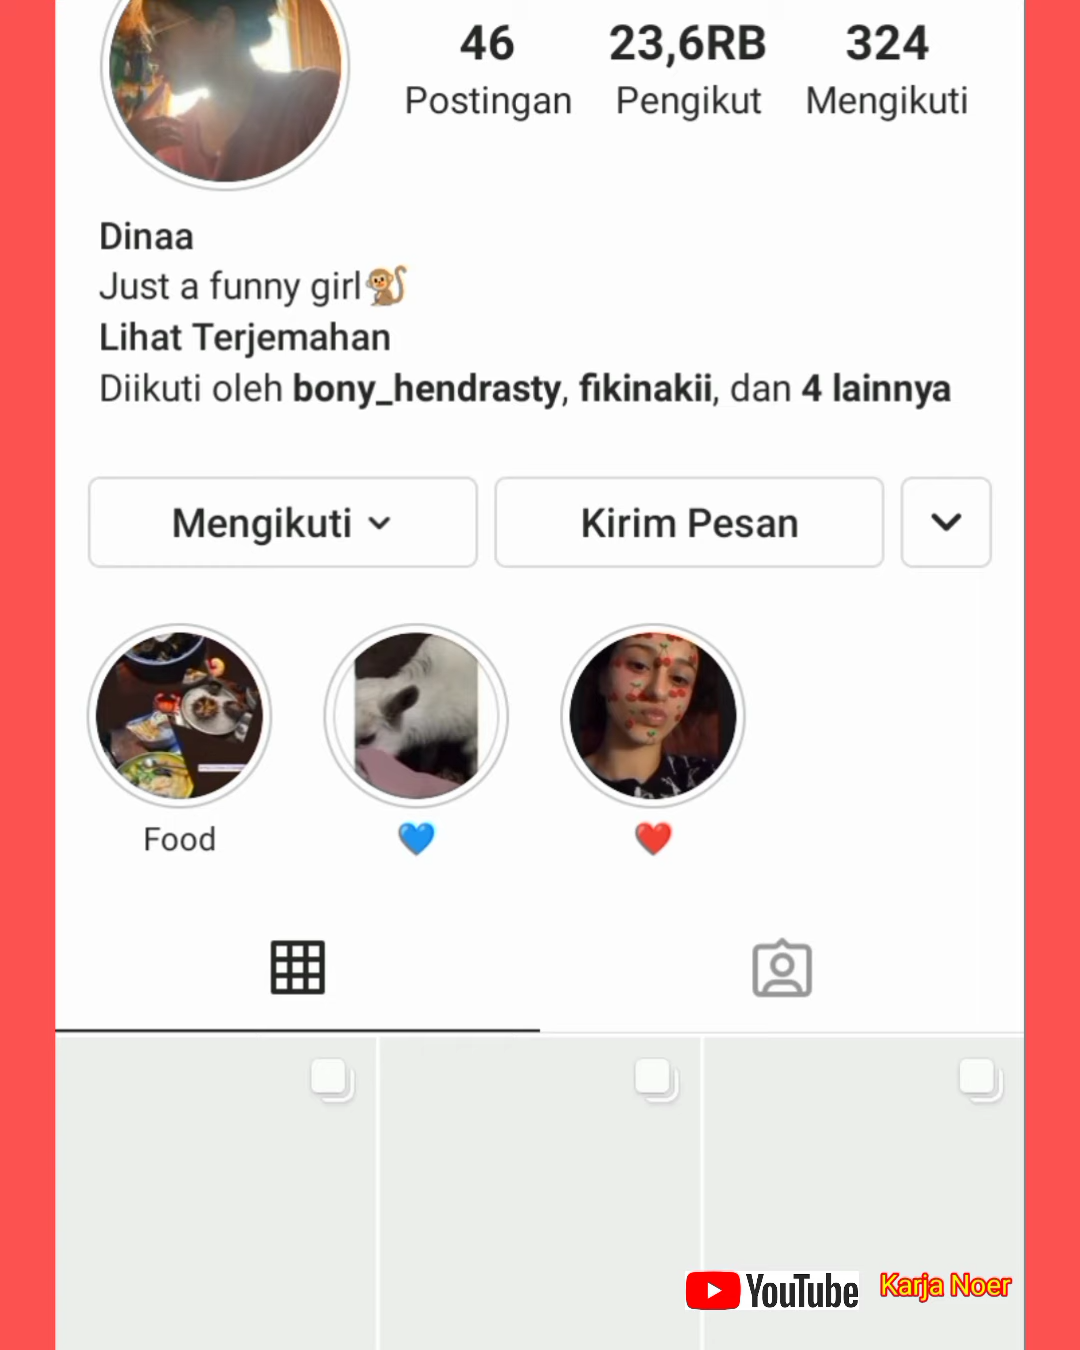 46 23,6RB 324
Postingan Pengikut Mengikuti
Dinaa
Just a funny girl🐒
Lihat Terjemahan
Diikuti oleh bony_hendrasty, fikinakii, dan 4 lainnya
Mengikuti Kirim Pesan
Food 💙 ❤️
YouTube Karja Noer